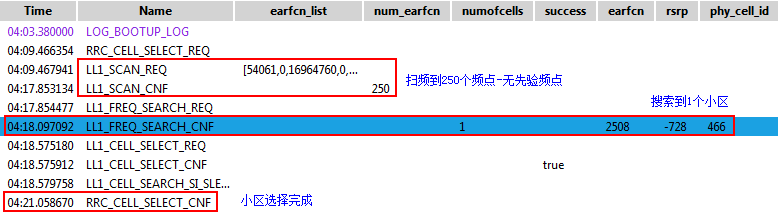 Time Name earfcn_list num_earfcn numofcells success earfcn rsrp phy_cell_id
04:03.380000 LOG_BOOTUP_LOG
04:09.466354 RRC_CELL_SELECT_REQ
04:09.467941 LL1_SCAN_REQ [54061,0,16964760,0,...
扫频到250个频点-无先验频点
04:17.853134 LL1_SCAN_CNF 250
04:17.854477 LL1_FREQ_SEARCH_REQ
搜索到1个小区
04:18.097092 LL1_FREQ_SEARCH_CNF 1 2508 -728 466
04:18.575180 LL1_CELL_SELECT_REQ
04:18.575912 LL1_CELL_SELECT_CNF true
04:18.579758 LL1_CELL_SEARCH_SI_SLE...
04:21.058670 RRC_CELL_SELECT_CNF 小区选择完成